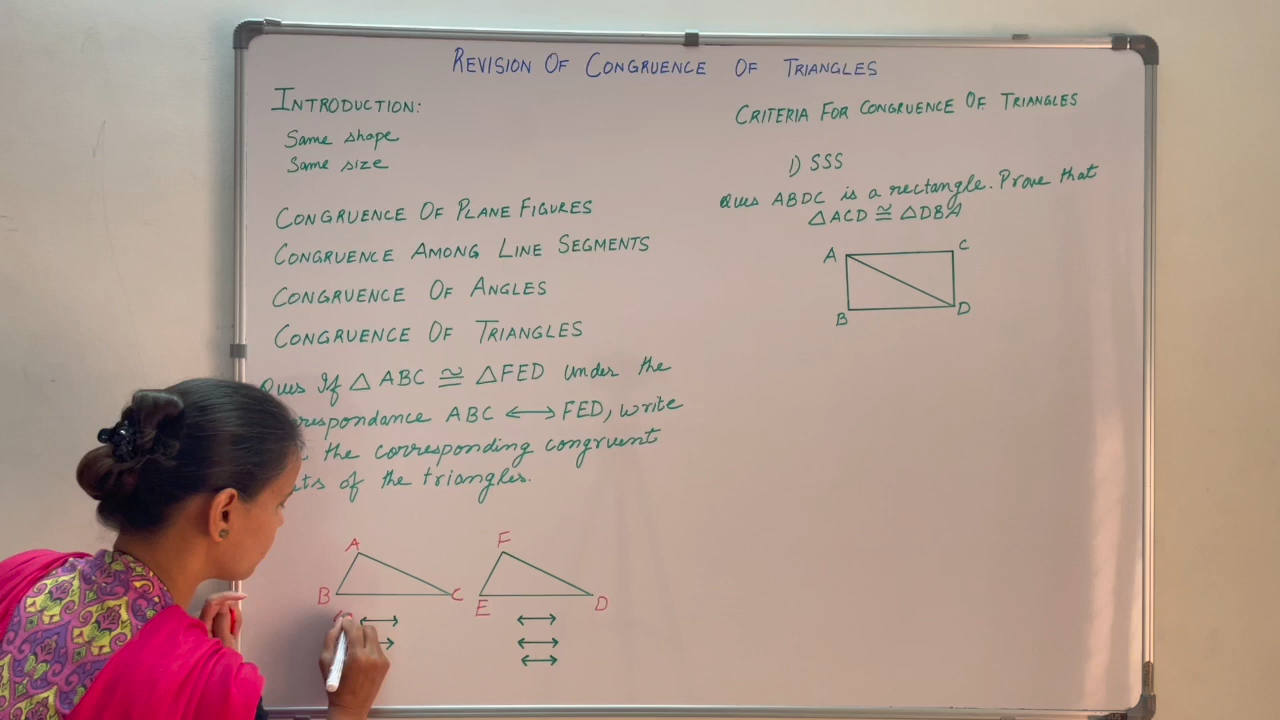 REVISION OF CONGRUENCE OF TRIANGLES
INTRODUCTION:
Same shape
Same size
CONGRUENCE OF PLANE FIGURES
CONGRUENCE AMONG LINE SEGMENTS
CONGRUENCE OF ANGLES
CONGRUENCE OF TRIANGLES
Ques If △ ABC ≅ △FED under the
ABC ⟷ FED, write
the corresponding congruent
of the triangles.
A
B
C
F
E
D
CRITERIA FOR CONGRUENCE OF TRIANGLES
1) SSS
Ques ABDC is a rectangle. Prove that
△ACD ≅ △DBA
A
C
B
D